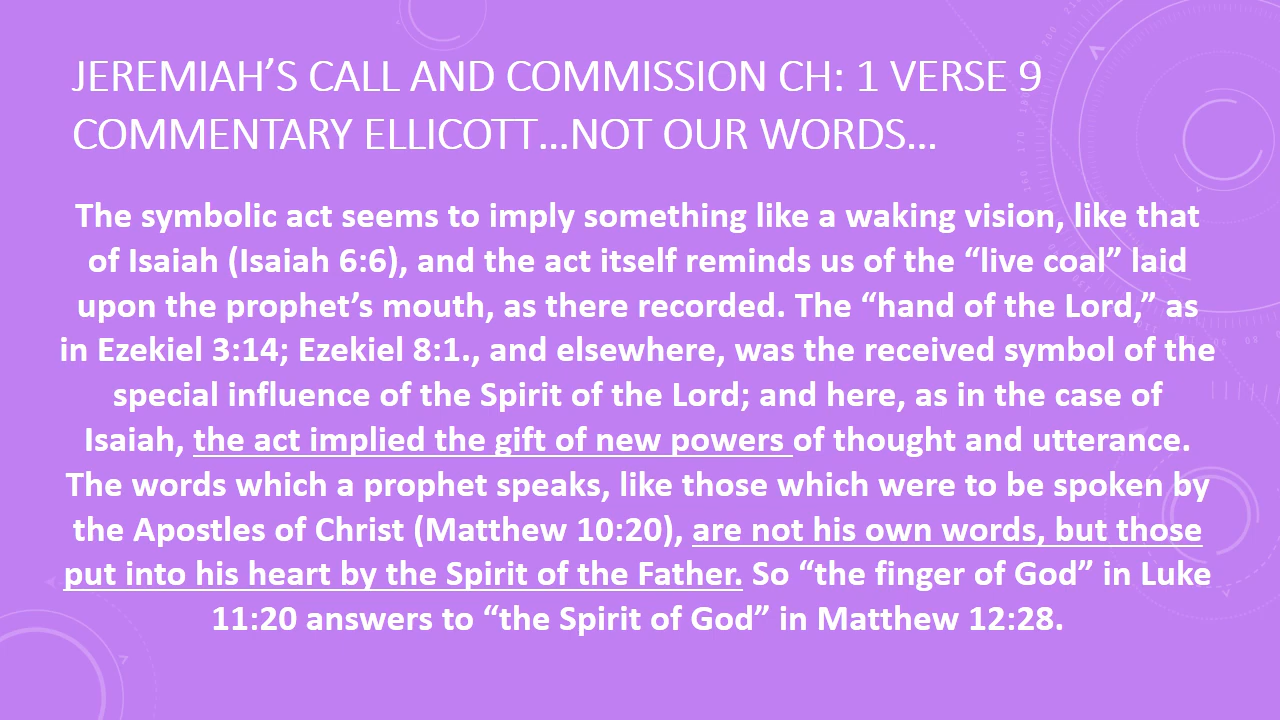 JEREMIAH’S CALL AND COMMISSION CH: 1 VERSE 9
COMMENTARY ELLICOTT…NOT OUR WORDS…
The symbolic act seems to imply something like a waking vision, like that
of Isaiah (Isaiah 6:6), and the act itself reminds us of the “live coal” laid
upon the prophet’s mouth, as there recorded. The “hand of the Lord,” as
in Ezekiel 3:14; Ezekiel 8:1., and elsewhere, was the received symbol of the
special influence of the Spirit of the Lord; and here, as in the case of
Isaiah, the act implied the gift of new powers of thought and utterance.
The words which a prophet speaks, like those which were to be spoken by
the Apostles of Christ (Matthew 10:20), are not his own words, but those
put into his heart by the Spirit of the Father. So “the finger of God” in Luke
11:20 answers to “the Spirit of God” in Matthew 12:28.